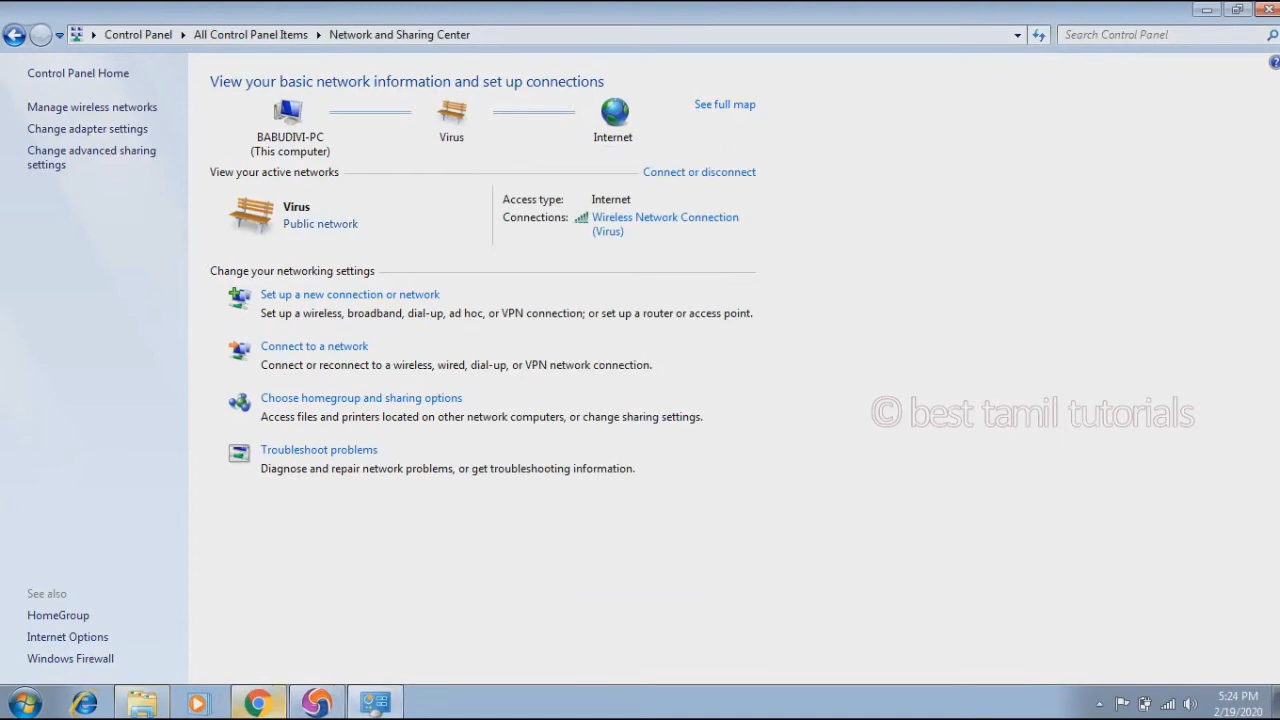 Control Panel All Control Panel Items Network and Sharing Center
Search Control Panel
Control Panel Home
Manage wireless networks
Change adapter settings
Change advanced sharing
settings
View your basic network information and set up connections
See full map
BABUDIVI-PC
(This computer)
Virus
Internet
View your active networks
Connect or disconnect
Virus
Public network
Access type: Internet
Connections: Wireless Network Connection
(Virus)
Change your networking settings
Set up a new connection or network
Set up a wireless, broadband, dial-up, ad hoc, or VPN connection; or set up a router or access point.
Connect to a network
Connect or reconnect to a wireless, wired, dial-up, or VPN network connection.
Choose homegroup and sharing options
Access files and printers located on other network computers, or change sharing settings.
Troubleshoot problems
Diagnose and repair network problems, or get troubleshooting information.
© best tamil tutorials
See also
HomeGroup
Internet Options
Windows Firewall
5:24 PM
2/19/2020